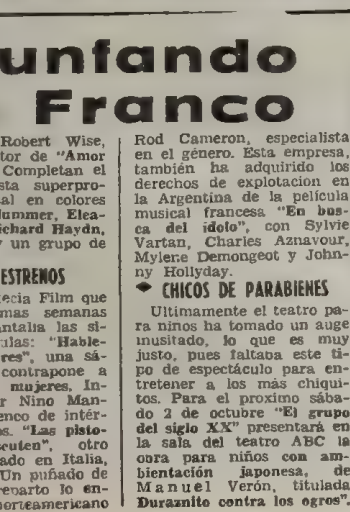 unfando
Franco
Robert Wise,
tor de "Amor
Completan el
sta superpro-
al en colores
lummer, Elea-
ichard Haydn,
y un grupo de
ESTRENOS
ecia Film que
mas semanas
antalla las si-
ulas: "Hable-
res", una sá-
contrapone a
mujeres, In-
r Nino Man-
enco de intér-
s. "Las pisto-
cuten", otro
ado en Italia,
Un puñado de
reparto lo en-
norteamericano
Rod Cameron, especialista
en el género. Esta empresa,
también ha adquirido los
derechos de explotación en
la Argentina de la película
musical francesa "En bus-
ca del ídolo", con Sylvie
Vartan, Charles Aznavour,
Mylene Demongeot y John-
ny Hollyday.
◆ CHICOS DE PARABIENES
Ultimamente el teatro pa-
ra niños ha tomado un auge
inusitado, lo que es muy
justo, pues faltaba este ti-
po de espectáculo para en-
tretener a los más chiqui-
tos. Para el proximo sába-
do 2 de octubre "El grupo
del siglo XX" presentará en
la sala del teatro ABC la
obra para niños con am-
bientación japonesa, de
Manuel Verón, titulada
Duraznito contra los ogros".